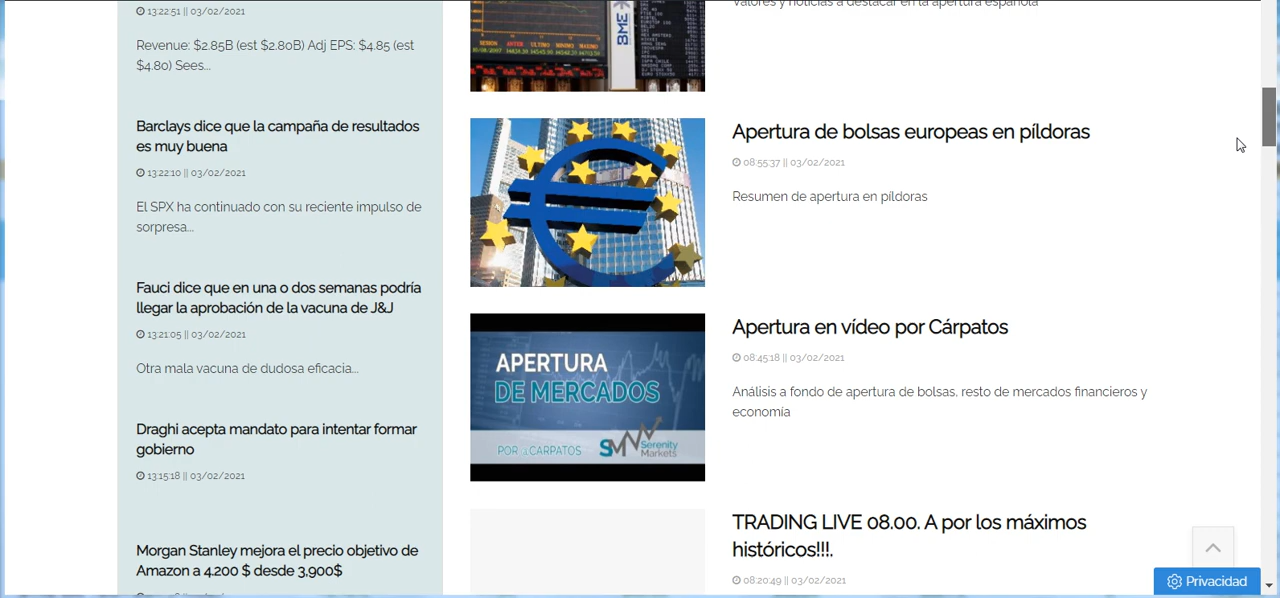 13:22:51 || 03/02/2021
Revenue: $2.85B (est $2.80B) Adj EPS: $4.85 (est
$4.80) Sees...
Barclays dice que la campaña de resultados
es muy buena
13:22:10 || 03/02/2021
El SPX ha continuado con su reciente impulso de
sorpresa...
Fauci dice que en una o dos semanas podría
llegar la aprobación de la vacuna de J&J
13:21:05 || 03/02/2021
Otra mala vacuna de dudosa eficacia...
Draghi acepta mandato para intentar formar
gobierno
13:15:18 || 03/02/2021
Morgan Stanley mejora el precio objetivo de
Amazon a 4.200 $ desde 3,900$
Valores y noticias a destacar en la apertura española
BME
Apertura de bolsas europeas en píldoras
08:55:37 || 03/02/2021
Resumen de apertura en píldoras
APERTURA
DE MERCADOS
POR JLCARPATOS
SM Serenity
Markets
Apertura en vídeo por Cárpatos
08:45:18 || 03/02/2021
Análisis a fondo de apertura de bolsas, resto de mercados financieros y
economía
TRADING LIVE 08.00. A por los máximos
históricos!!!.
08:20:49 || 03/02/2021
Privacidad